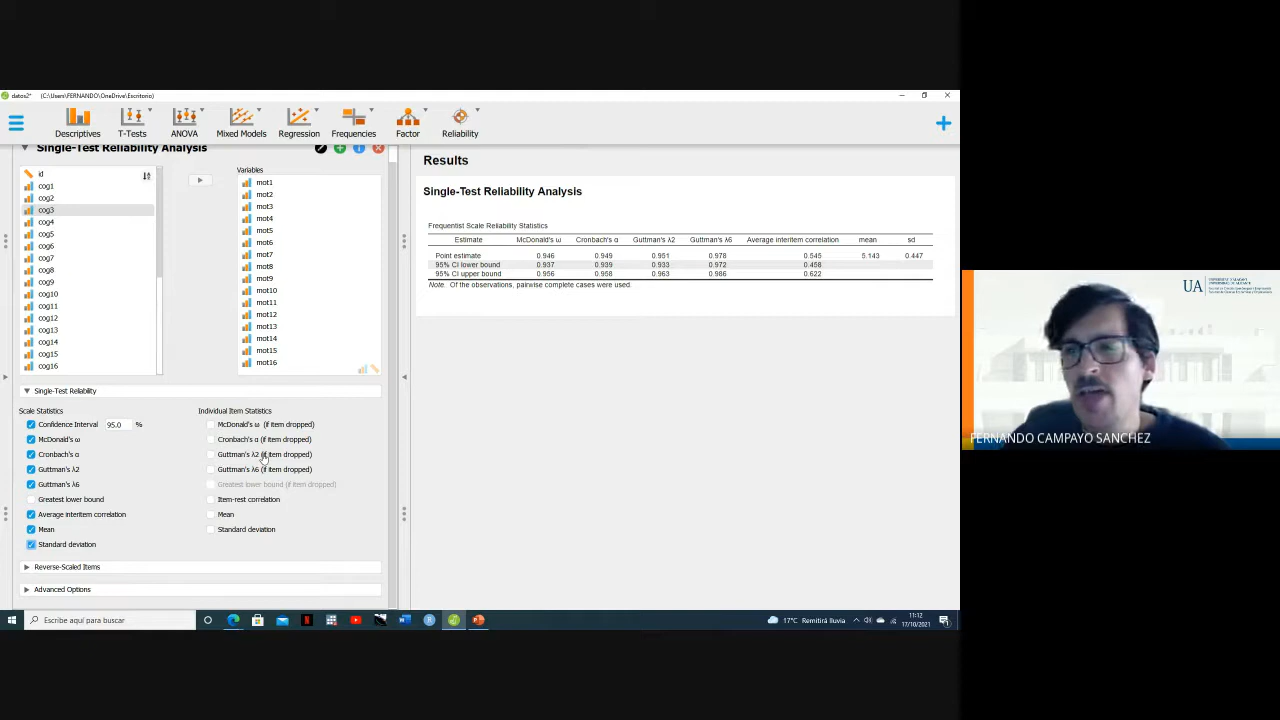 datos2* (C:\Users\FERNANDO\OneDrive\Escritorio)
Descriptives T-Tests ANOVA Mixed Models Regression Frequencies Factor Reliability
Single-Test Reliability Analysis
id
cog1
cog2
cog3
cog4
cog5
cog6
cog7
cog8
cog9
cog10
cog11
cog12
cog13
cog14
cog15
cog16
Variables
mot1
mot2
mot3
mot4
mot5
mot6
mot7
mot8
mot9
mot10
mot11
mot12
mot13
mot14
mot15
mot16
Single-Test Reliability
Scale Statistics
Confidence Interval 95.0 %
McDonald's ω
Cronbach's α
Guttman's λ2
Guttman's λ6
Greatest lower bound
Average interitem correlation
Mean
Standard deviation
Individual Item Statistics
McDonald's ω (if item dropped)
Cronbach's α (if item dropped)
Guttman's λ2 (if item dropped)
Guttman's λ6 (if item dropped)
Greatest lower bound (if item dropped)
Item-rest correlation
Mean
Standard deviation
Reverse-Scaled Items
Advanced Options
Results
Single-Test Reliability Analysis
Frequentist Scale Reliability Statistics
Estimate McDonald's ω Cronbach's α Guttman's λ2 Guttman's λ6 Average interitem correlation mean sd
Point estimate 0.946 0.949 0.951 0.978 0.545 5.143 0.447
95% CI lower bound 0.937 0.939 0.933 0.972 0.458
95% CI upper bound 0.956 0.958 0.963 0.986 0.622
Note. Of the observations, pairwise complete cases were used.
UA
FERNANDO CAMPAYO SANCHEZ
Escribe aquí para buscar
17°C Remitirá lluvia
11:12
17/10/2021